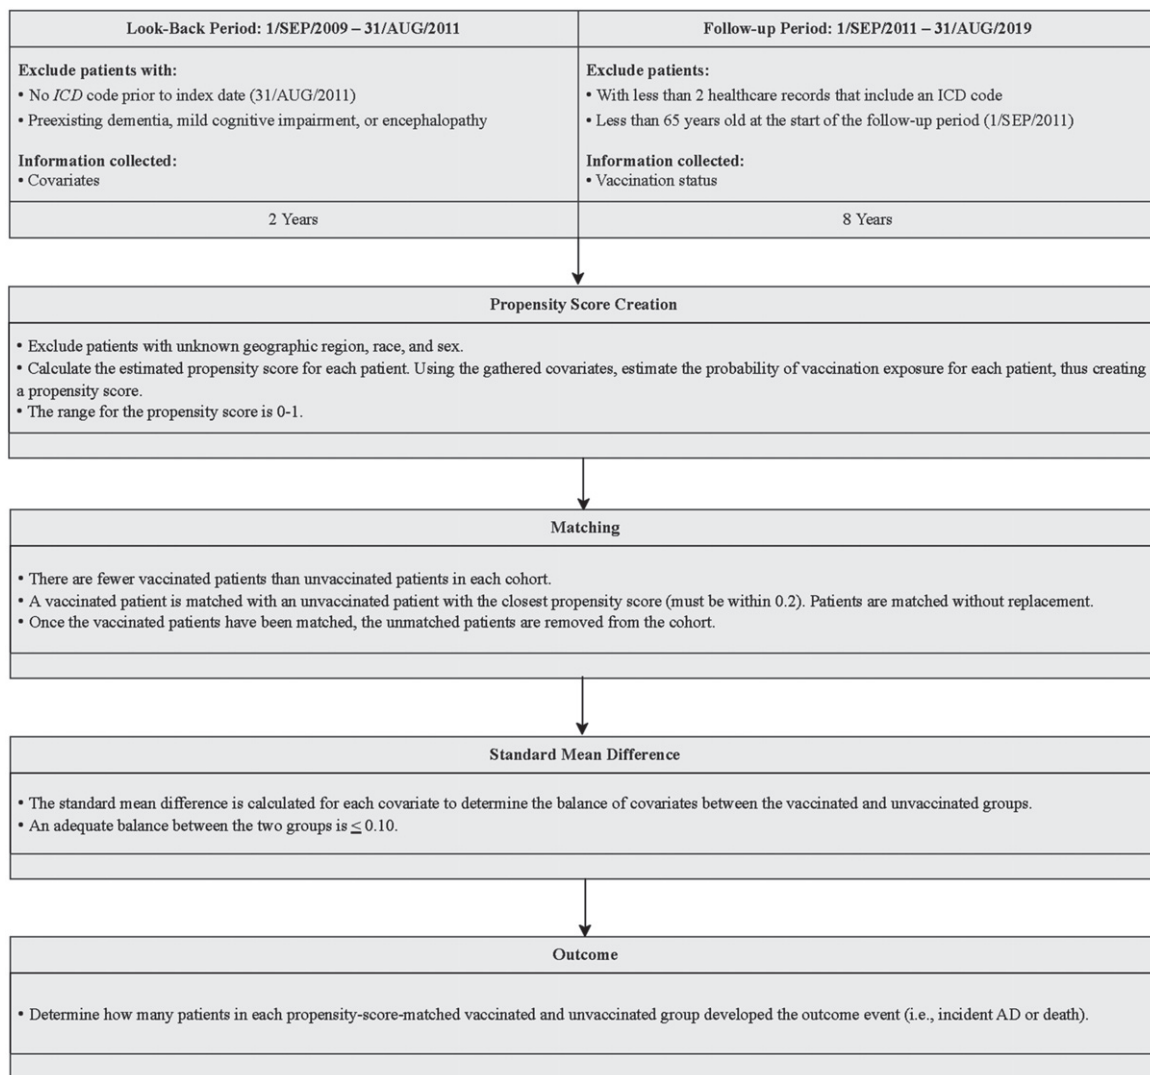 Look-Back Period: 1/SEP/2009 – 31/AUG/2011
Exclude patients with:
• No ICD code prior to index date (31/AUG/2011)
• Preexisting dementia, mild cognitive impairment, or encephalopathy
Information collected:
• Covariates
2 Years
Follow-up Period: 1/SEP/2011 – 31/AUG/2019
Exclude patients:
• With less than 2 healthcare records that include an ICD code
• Less than 65 years old at the start of the follow-up period (1/SEP/2011)
Information collected:
• Vaccination status
8 Years
Propensity Score Creation
• Exclude patients with unknown geographic region, race, and sex.
• Calculate the estimated propensity score for each patient. Using the gathered covariates, estimate the probability of vaccination exposure for each patient, thus creating
a propensity score.
• The range for the propensity score is 0-1.
Matching
• There are fewer vaccinated patients than unvaccinated patients in each cohort.
• A vaccinated patient is matched with an unvaccinated patient with the closest propensity score (must be within 0.2). Patients are matched without replacement.
• Once the vaccinated patients have been matched, the unmatched patients are removed from the cohort.
Standard Mean Difference
• The standard mean difference is calculated for each covariate to determine the balance of covariates between the vaccinated and unvaccinated groups.
• An adequate balance between the two groups is ≤ 0.10.
Outcome
• Determine how many patients in each propensity-score-matched vaccinated and unvaccinated group developed the outcome event (i.e., incident AD or death).